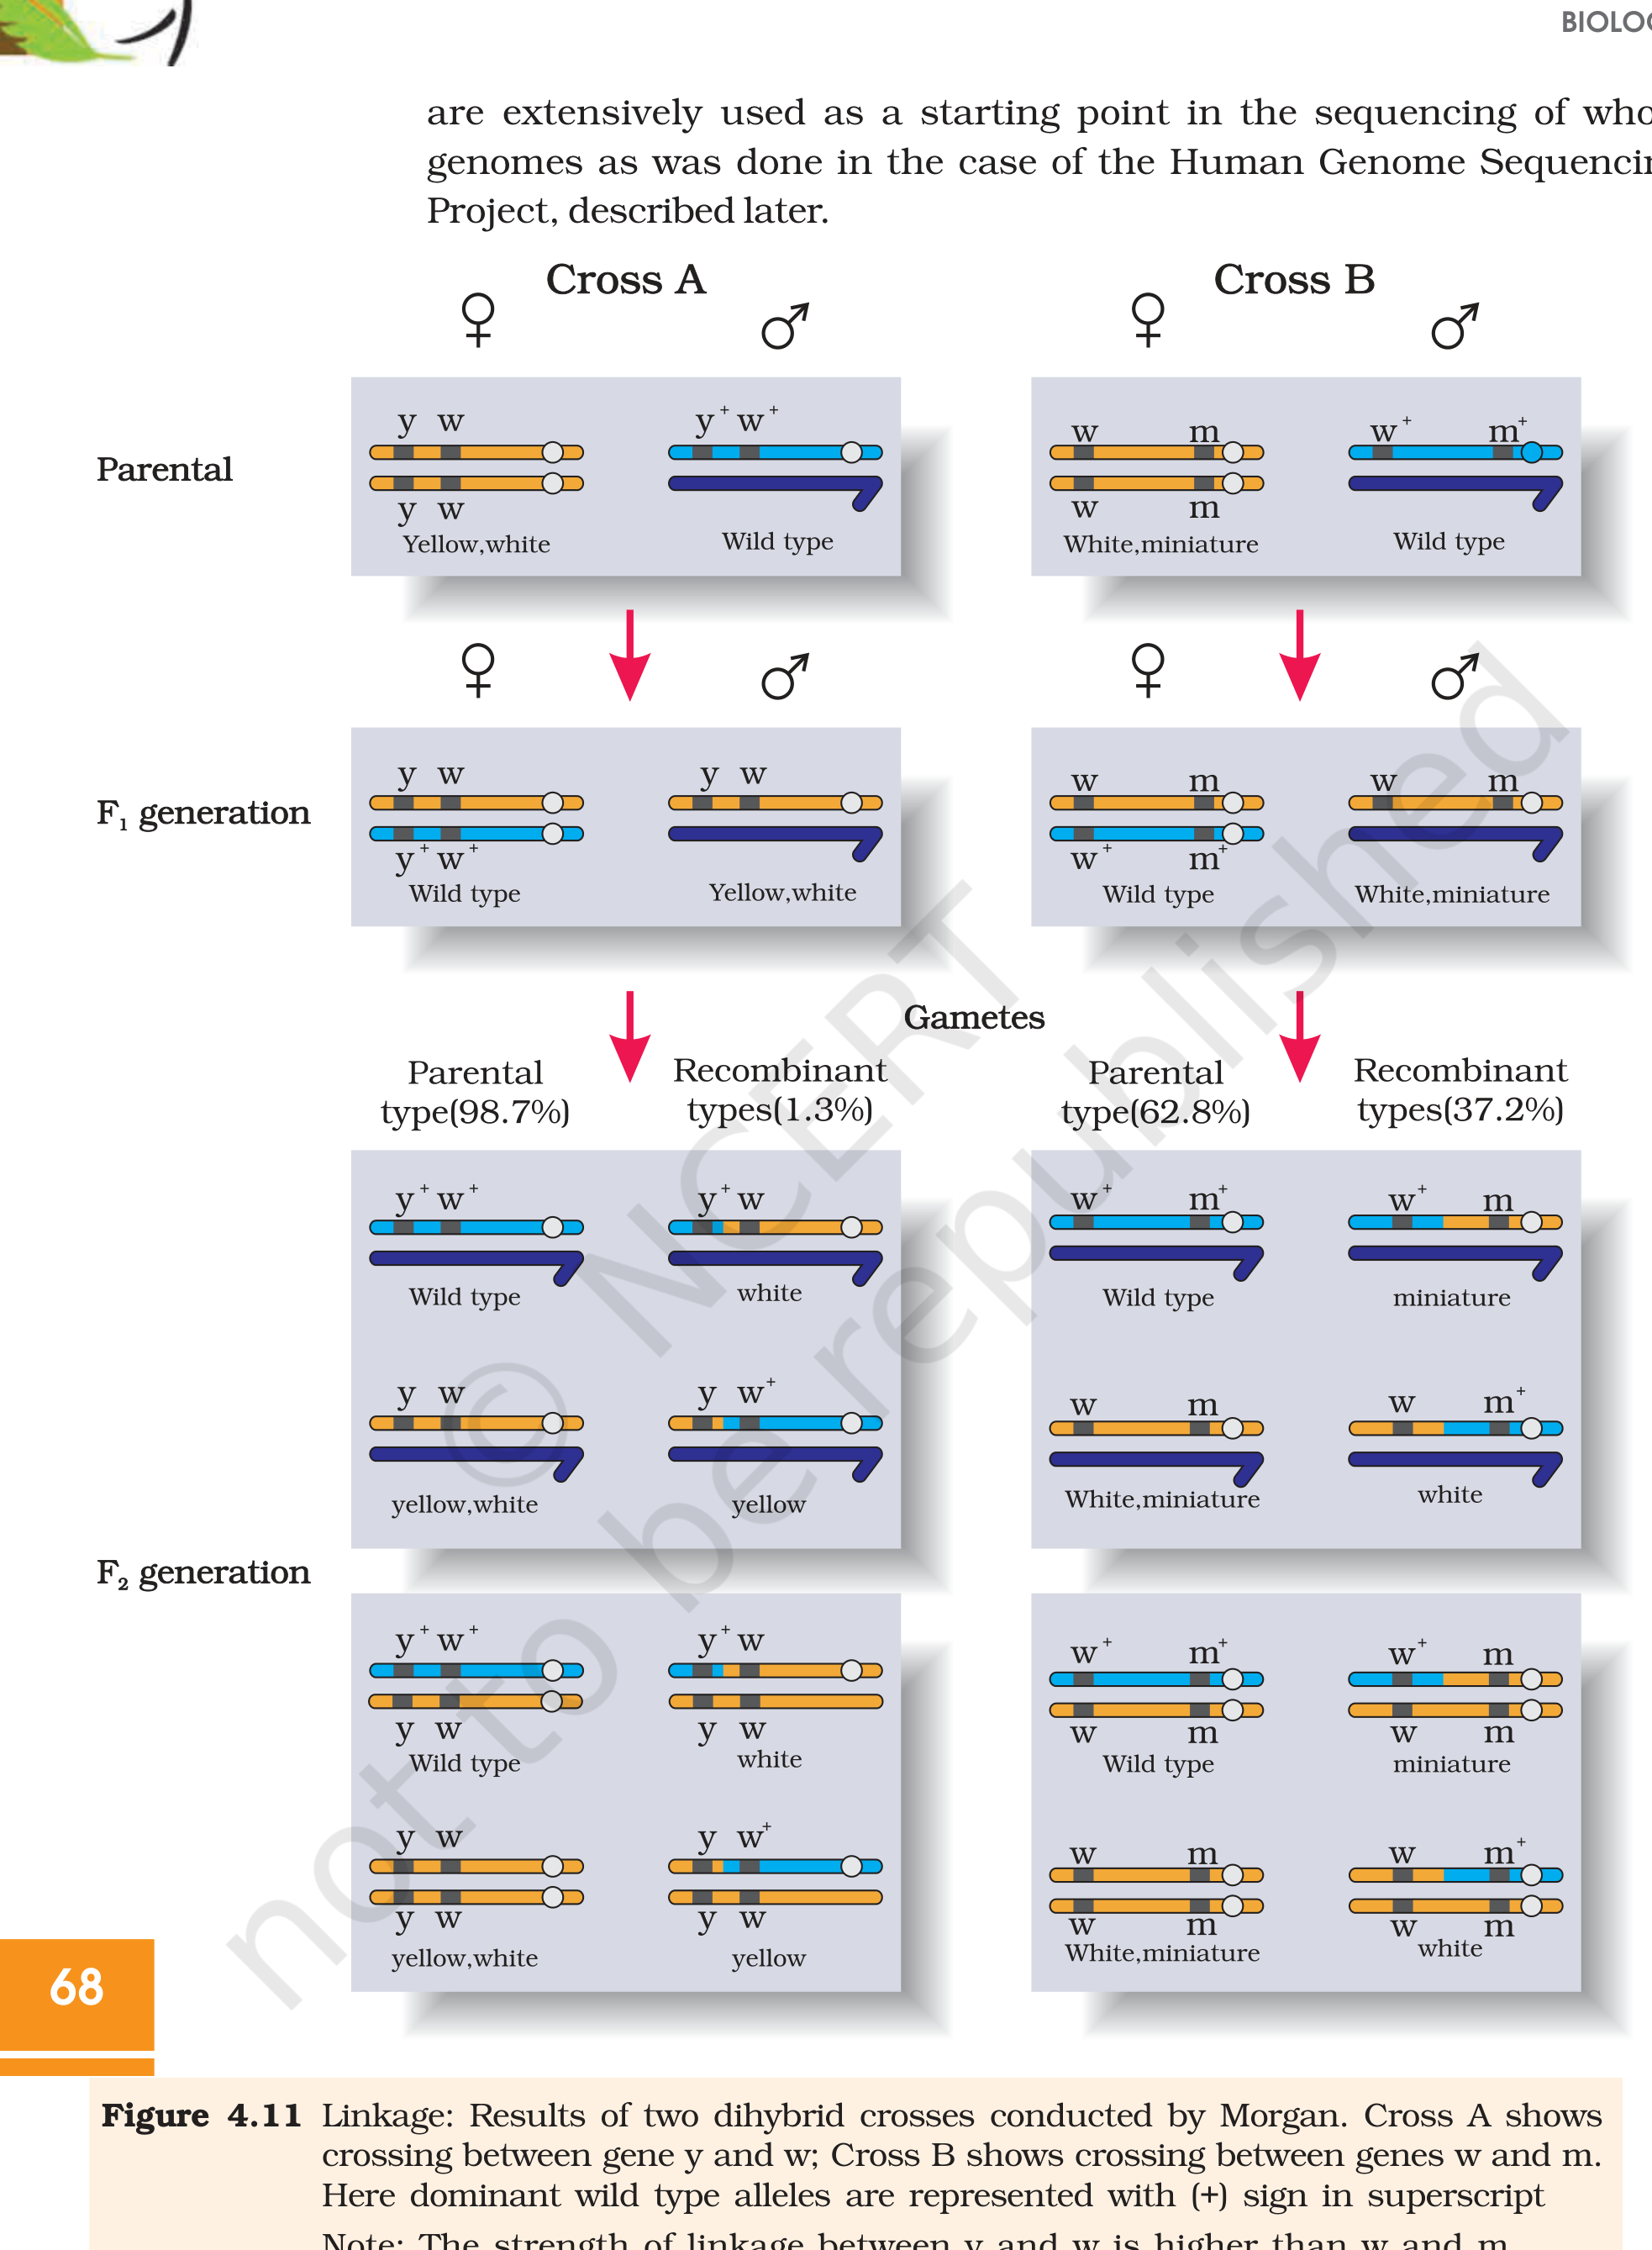 BIOLOG
are extensively used as a starting point in the sequencing of who
genomes as was done in the case of the Human Genome Sequencin
Project, described later.
Cross A Cross B
♀ ♂ ♀ ♂
Parental
y w y+ w+ w m w+ m+
y w w m
Yellow,white Wild type White,miniature Wild type
♀ ♂ ♀ ♂
F1 generation
y w y w w m w m
y+ w+ w+ m+
Wild type Yellow,white Wild type White,miniature
Gametes
Parental Recombinant Parental Recombinant
type(98.7%) types(1.3%) type(62.8%) types(37.2%)
y+ w+ y+ w w+ m+ w+ m
Wild type white Wild type miniature
y w y w+ w m w m+
yellow,white yellow White,miniature white
F2 generation
y+ w+ y+ w w+ m+ w+ m
y w y w w m w m
Wild type white Wild type miniature
y w y w+ w m w m+
y w y w w m w m
yellow,white yellow White,miniature white
© NCERT
not to be republished
68
Figure 4.11 Linkage: Results of two dihybrid crosses conducted by Morgan. Cross A shows
crossing between gene y and w; Cross B shows crossing between genes w and m.
Here dominant wild type alleles are represented with (+) sign in superscript
Note: The strength of linkage between y and w is higher than w and m.